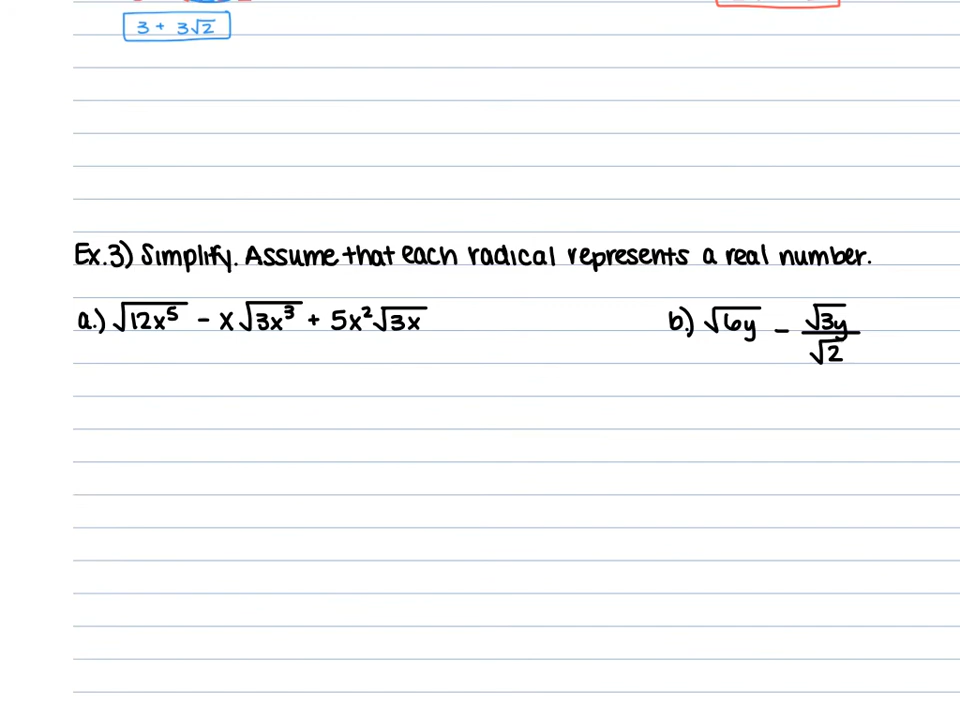 3 + 3√2
Ex.3) Simplify. Assume that each radical represents a real number.
a.) √12x⁵ - x√3x³ + 5x²√3x
b.) √6y - √3y/√2